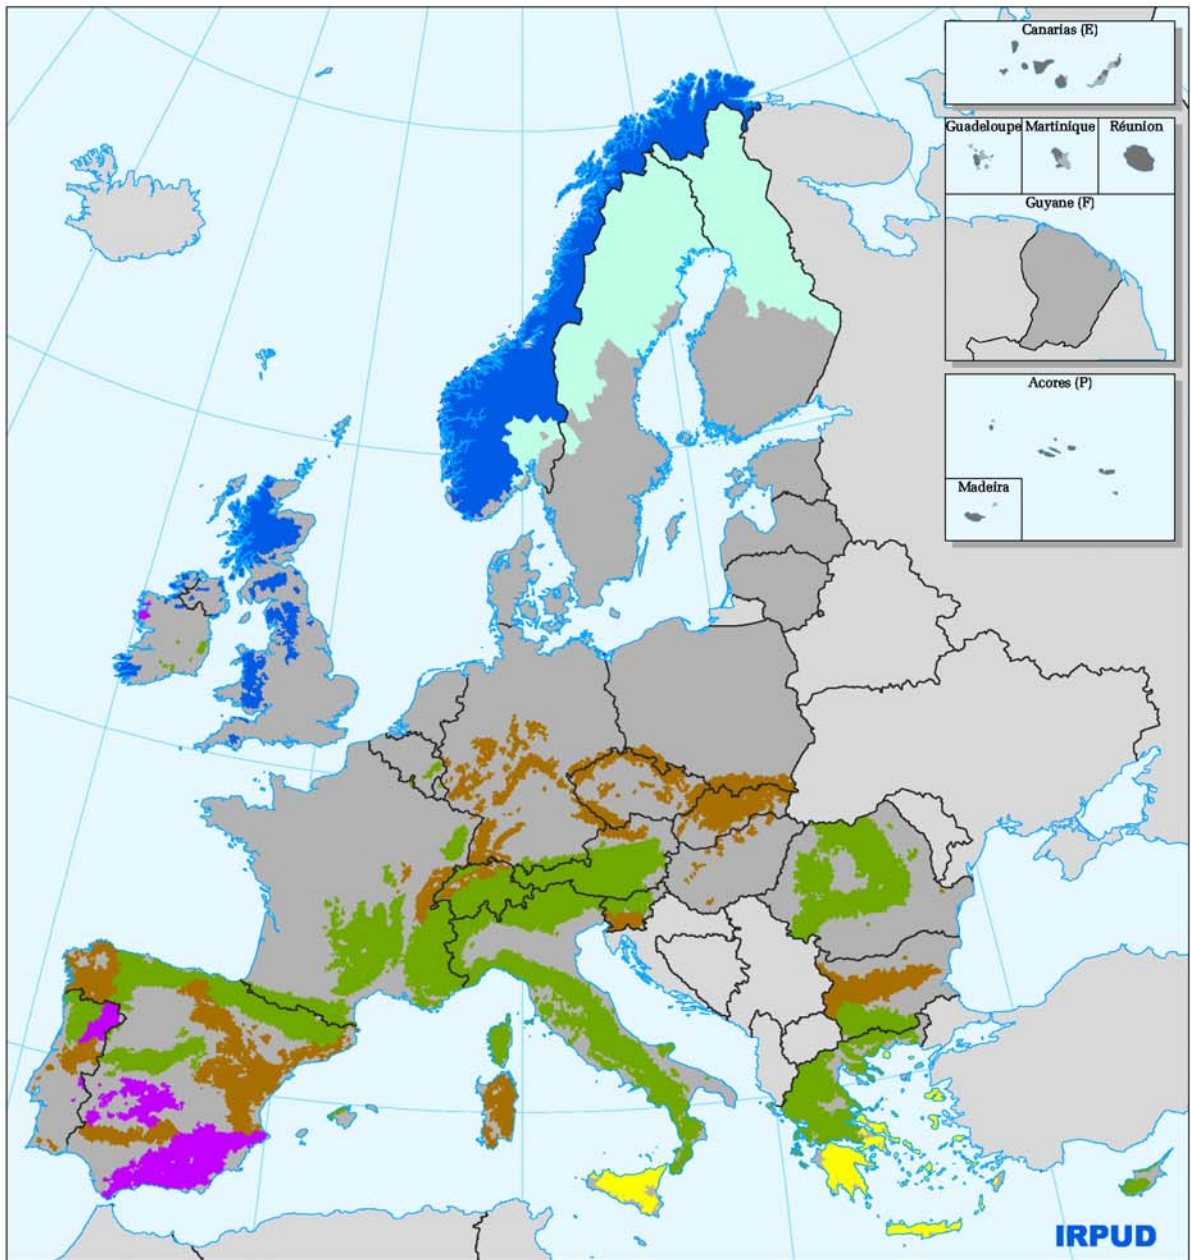 Canarias (E)
Guadeloupe Martinique Réunion
Guyane (F)
Acores (P)
Madeira
IRPUD